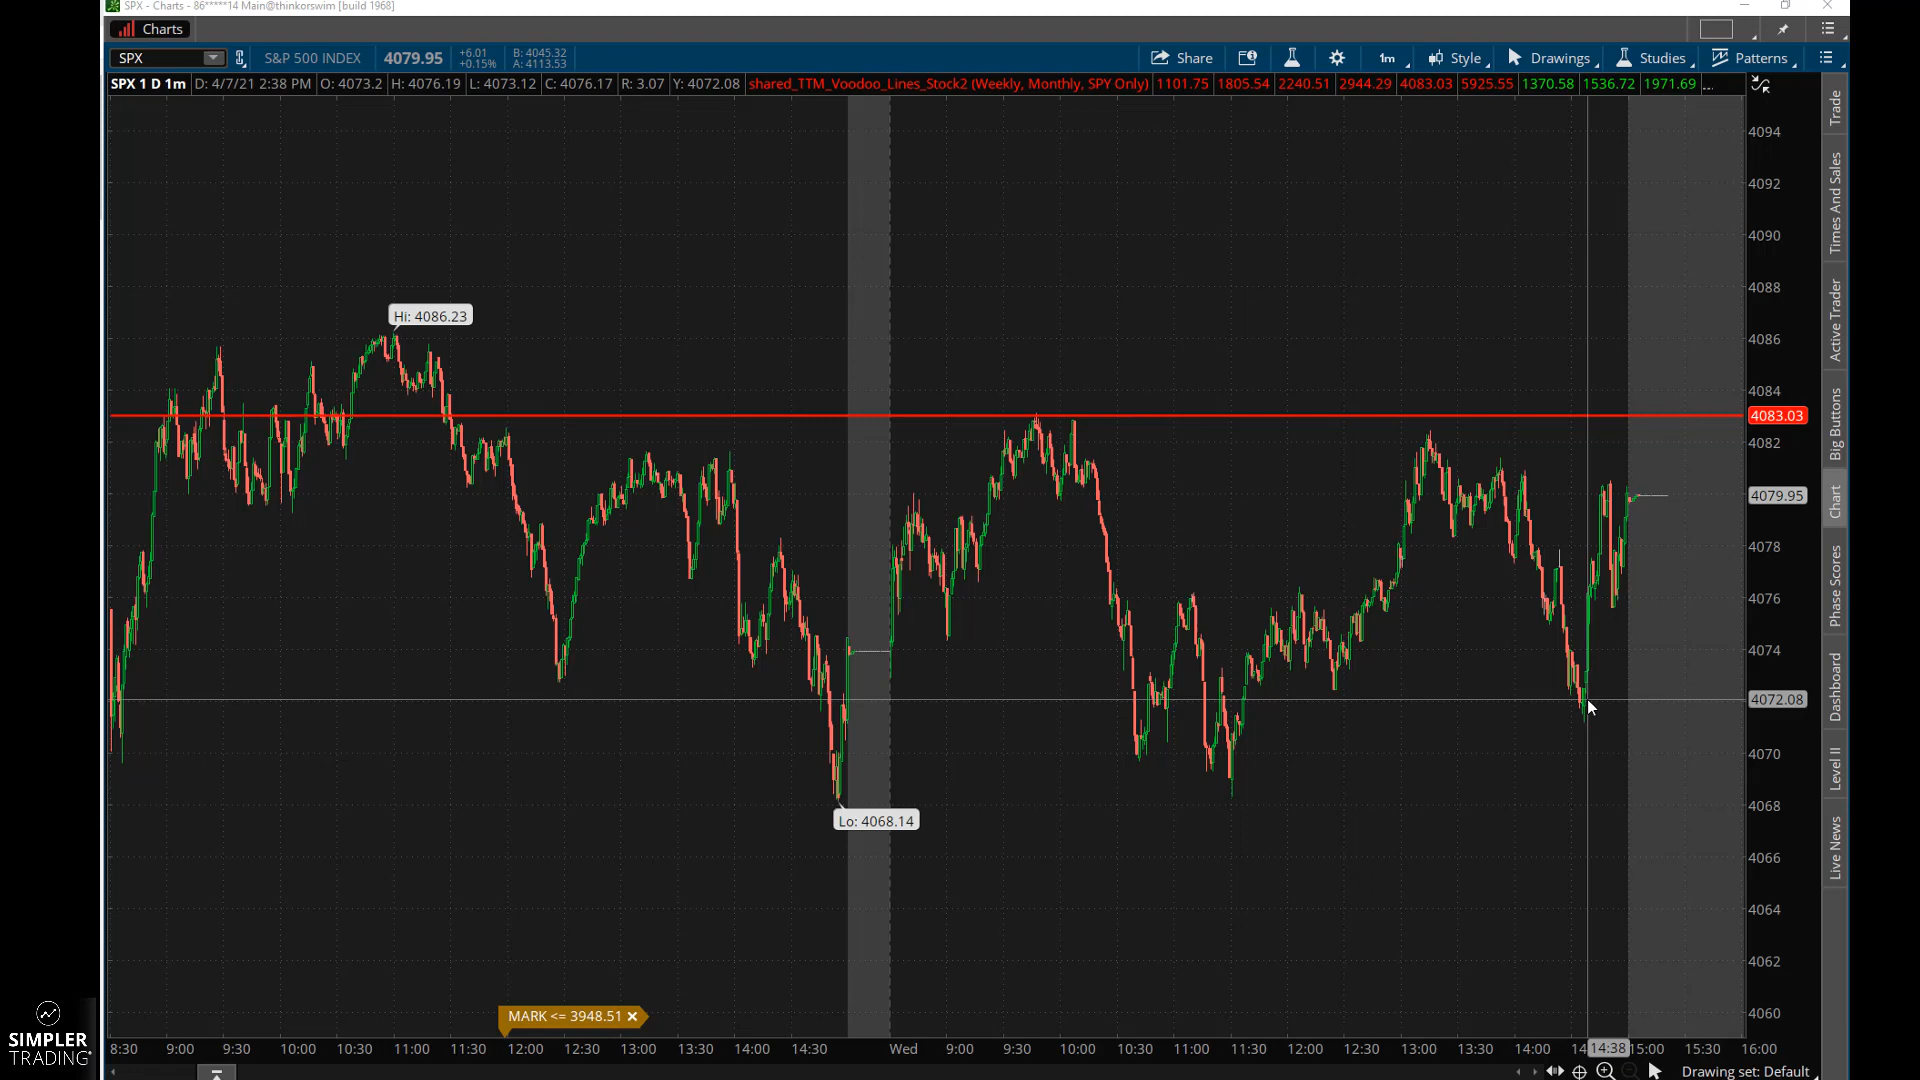 SPX - Charts - 86*****14 Main@thinkorswim [build 1968]
Charts
SPX S&P 500 INDEX 4079.95 +6.01 +0.15% B: 4045.32 A: 4113.53 Share 1m Style Drawings Studies Patterns
SPX 1 D 1m D: 4/7/21 2:38 PM O: 4073.2 H: 4076.19 L: 4073.12 C: 4076.17 R: 3.07 Y: 4072.08 shared_TTM_Voodoo_Lines_Stock2 (Weekly, Monthly, SPY Only) 1101.75 1805.54 2240.51 2944.29 4083.03 5925.55 1370.58 1536.72 1971.69 ...
4094
4092
4090
4088
Hi: 4086.23
4086
4084
4083.03
4082
4079.95
4078
4076
4074
4072.08
4070
4068
Lo: 4068.14
4066
4064
4062
4060
Trade
Times And Sales
Active Trader
Big Buttons
Chart
Phase Scores
Dashboard
Level II
Live News
MARK <= 3948.51
8:30 9:00 9:30 10:00 10:30 11:00 11:30 12:00 12:30 13:00 13:30 14:00 14:30 Wed 9:00 9:30 10:00 10:30 11:00 11:30 12:00 12:30 13:00 13:30 14:00 14:38 15:00 15:30 16:00
Drawing set: Default
SIMPLER
TRADING